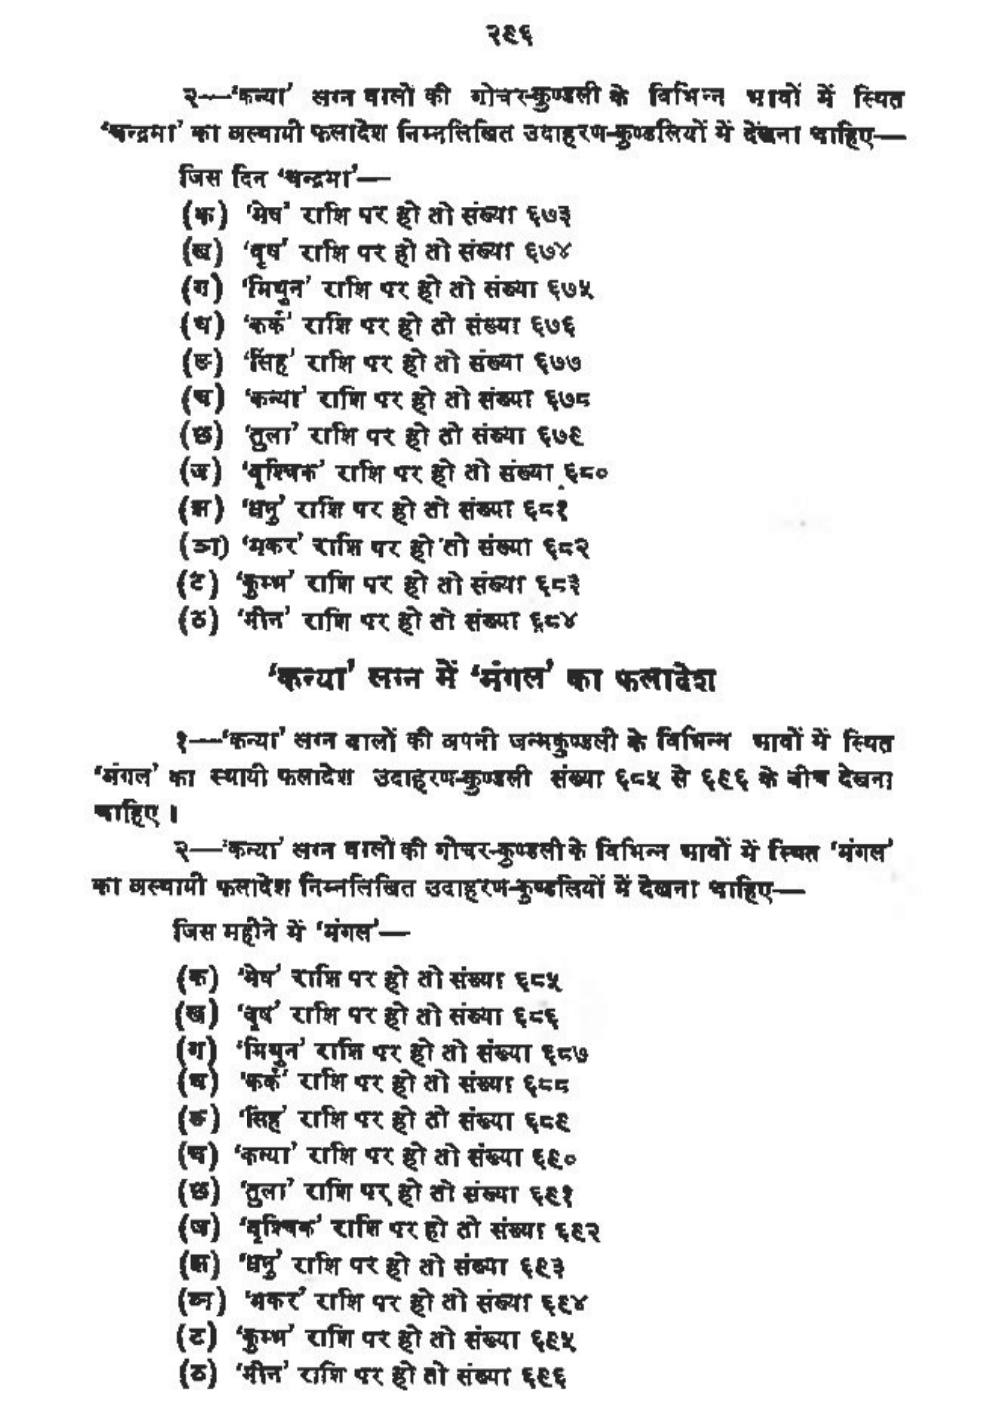 २९६
२—'कन्या' लग्न वालों की गोचर-कुण्डली के विभिन्न भावों में स्थित
'चन्द्रमा' का अस्थायी फलादेश निम्नलिखित उदाहरण-कुण्डलियों में देखना चाहिए—
जिस दिन 'चन्द्रमा'—
(क) 'मेष' राशि पर हो तो संख्या ६७३
(ख) 'वृष' राशि पर हो तो संख्या ६७४
(ग) 'मिथुन' राशि पर हो तो संख्या ६७५
(घ) 'कर्क' राशि पर हो तो संख्या ६७६
(ङ) 'सिंह' राशि पर हो तो संख्या ६७७
(च) 'कन्या' राशि पर हो तो संख्या ६७८
(छ) 'तुला' राशि पर हो तो संख्या ६७९
(ज) 'वृश्चिक' राशि पर हो तो संख्या ६८०
(झ) 'धनु' राशि पर हो तो संख्या ६८१
(ञ) 'मकर' राशि पर हो तो संख्या ६८२
(ट) 'कुम्भ' राशि पर हो तो संख्या ६८३
(ठ) 'मीन' राशि पर हो तो संख्या ६८४
'कन्या' लग्न में 'मंगल' का फलादेश
१—'कन्या' लग्न वालों की अपनी जन्मकुण्डली के विभिन्न भावों में स्थित
'मंगल' का स्थायी फलादेश उदाहरण-कुण्डली संख्या ६८५ से ६९६ के बीच देखना
चाहिए ।
२—'कन्या' लग्न वालों की गोचर-कुण्डली के विभिन्न भावों में स्थित 'मंगल'
का अस्थायी फलादेश निम्नलिखित उदाहरण-कुण्डलियों में देखना चाहिए—
जिस महीने में 'मंगल'—
(क) 'मेष' राशि पर हो तो संख्या ६८५
(ख) 'वृष' राशि पर हो तो संख्या ६८६
(ग) 'मिथुन' राशि पर हो तो संख्या ६८७
(घ) 'कर्क' राशि पर हो तो संख्या ६८८
(ङ) 'सिंह' राशि पर हो तो संख्या ६८९
(च) 'कन्या' राशि पर हो तो संख्या ६९०
(छ) 'तुला' राशि पर हो तो संख्या ६९१
(ज) 'वृश्चिक' राशि पर हो तो संख्या ६९२
(झ) 'धनु' राशि पर हो तो संख्या ६९३
(ञ) 'मकर' राशि पर हो तो संख्या ६९४
(ट) 'कुम्भ' राशि पर हो तो संख्या ६९५
(ठ) 'मीन' राशि पर हो तो संख्या ६९६